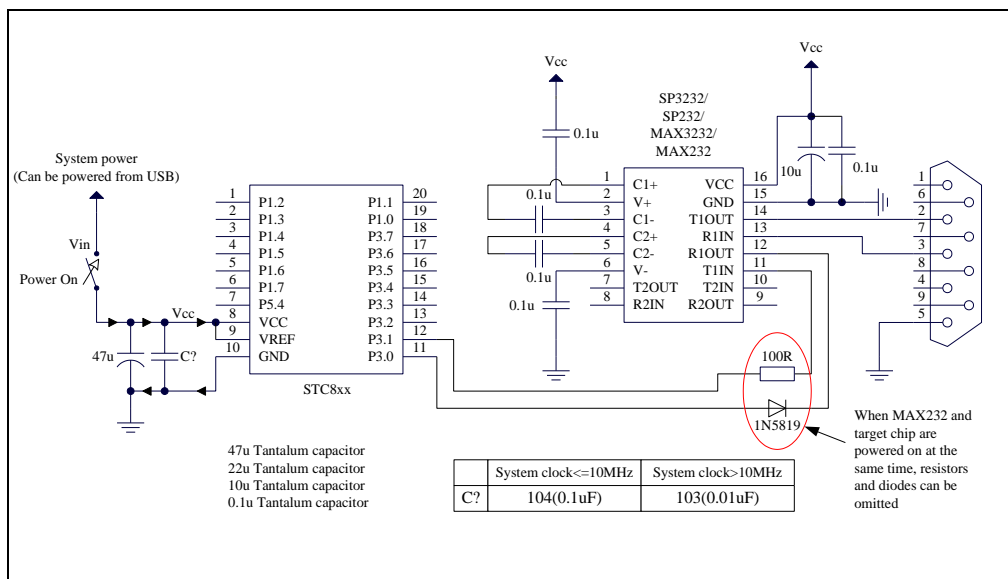 System power
(Can be powered from USB)
Vin
Power On
Vcc
47u
C?
1 P1.2 P1.1 20
2 P1.3 P1.0 19
3 P1.4 P3.7 18
4 P1.5 P3.6 17
5 P1.6 P3.5 16
6 P1.7 P3.4 15
7 P5.4 P3.3 14
8 VCC P3.2 13
9 VREF P3.1 12
10 GND P3.0 11
STC8xx
Vcc
0.1u
0.1u
0.1u
0.1u
SP3232/
SP232/
MAX3232/
MAX232
1 C1+ VCC 16
2 V+ GND 15
3 C1- T1OUT 14
4 C2+ R1IN 13
5 C2- R1OUT 12
6 V- T1IN 11
7 T2OUT T2IN 10
8 R2IN R2OUT 9
Vcc
10u
0.1u
1
6
2
7
3
8
4
9
5
100R
1N5819
When MAX232 and
target chip are
powered on at the
same time, resistors
and diodes can be
omitted
47u Tantalum capacitor
22u Tantalum capacitor
10u Tantalum capacitor
0.1u Tantalum capacitor
System clock<=10MHz System clock>10MHz
C? 104(0.1uF) 103(0.01uF)